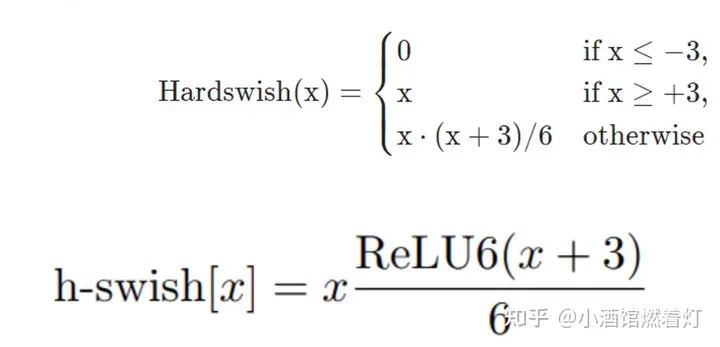 Hardswish(x) = { 0 if x ≤ −3,
x if x ≥ +3,
x · (x + 3)/6 otherwise
h-swish[x] = x ReLU6(x + 3)
6
知乎 @小酒馆燃着灯